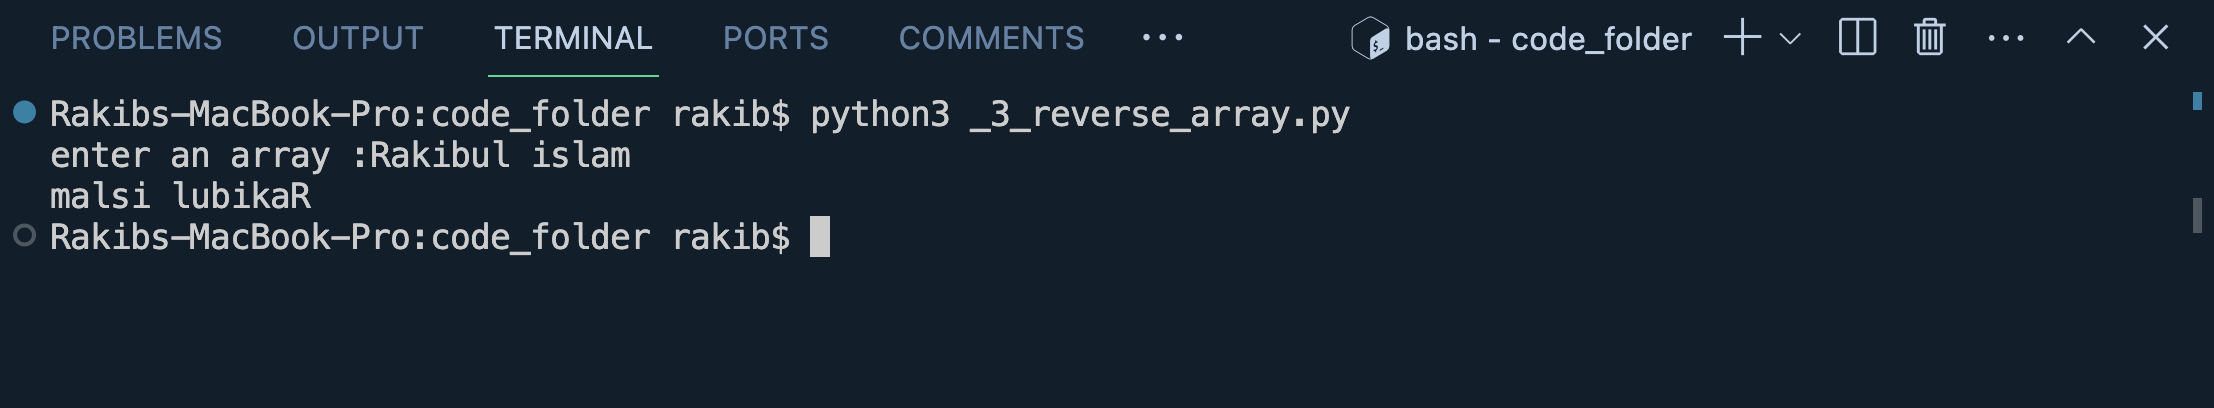 PROBLEMS OUTPUT TERMINAL PORTS COMMENTS ··· bash - code_folder
Rakibs-MacBook-Pro:code_folder rakib$ python3 _3_reverse_array.py
enter an array :Rakibul islam
malsi lubikaR
Rakibs-MacBook-Pro:code_folder rakib$